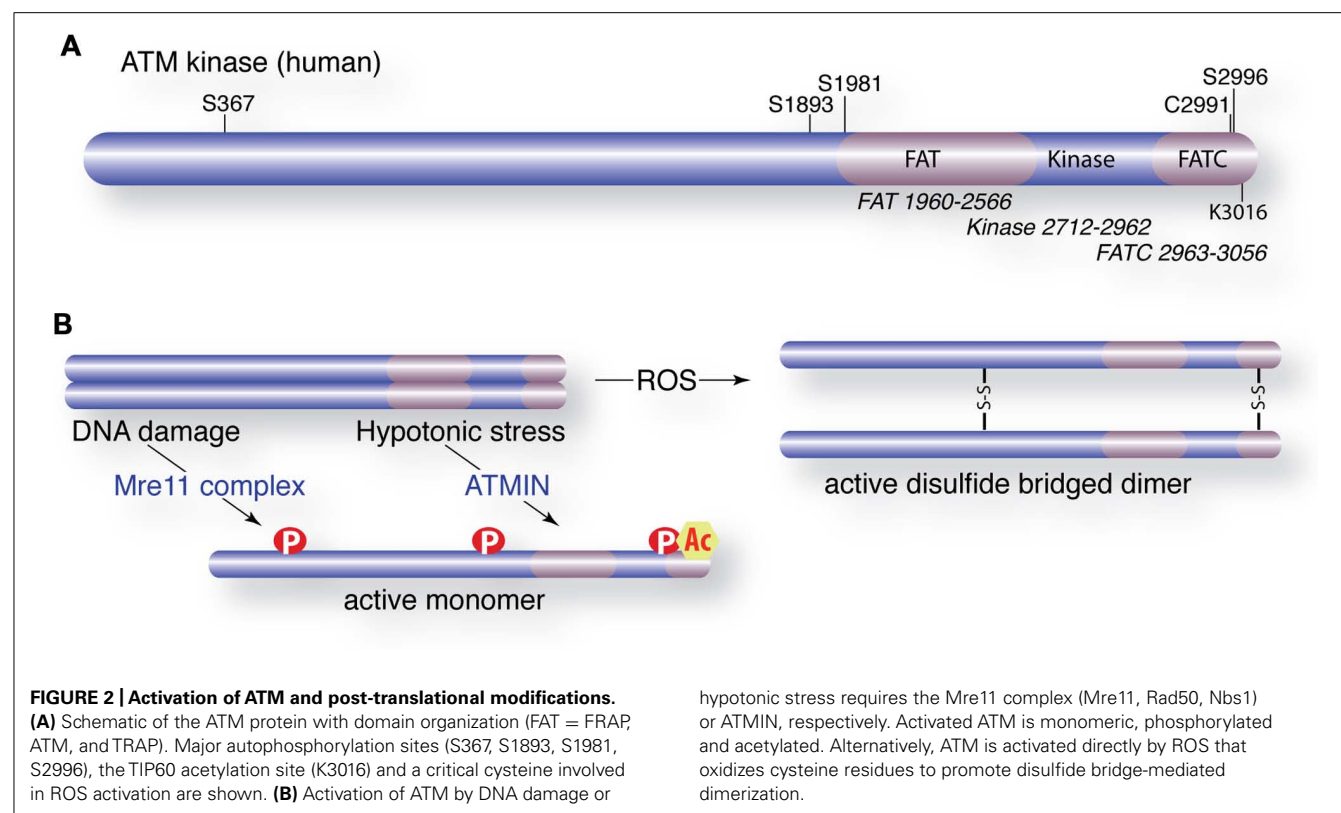 A
ATM kinase (human)
S367
S1893
S1981
C2991
S2996
FAT
Kinase
FATC
K3016
FAT 1960-2566
Kinase 2712-2962
FATC 2963-3056
B
ROS
S-S
S-S
DNA damage
Hypotonic stress
Mre11 complex
ATMIN
active disulfide bridged dimer
P
P
P
Ac
active monomer
FIGURE 2 | Activation of ATM and post-translational modifications.
(A) Schematic of the ATM protein with domain organization (FAT = FRAP,
ATM, and TRAP). Major autophosphorylation sites (S367, S1893, S1981,
S2996), the TIP60 acetylation site (K3016) and a critical cysteine involved
in ROS activation are shown. (B) Activation of ATM by DNA damage or
hypotonic stress requires the Mre11 complex (Mre11, Rad50, Nbs1)
or ATMIN, respectively. Activated ATM is monomeric, phosphorylated
and acetylated. Alternatively, ATM is activated directly by ROS that
oxidizes cysteine residues to promote disulfide bridge-mediated
dimerization.